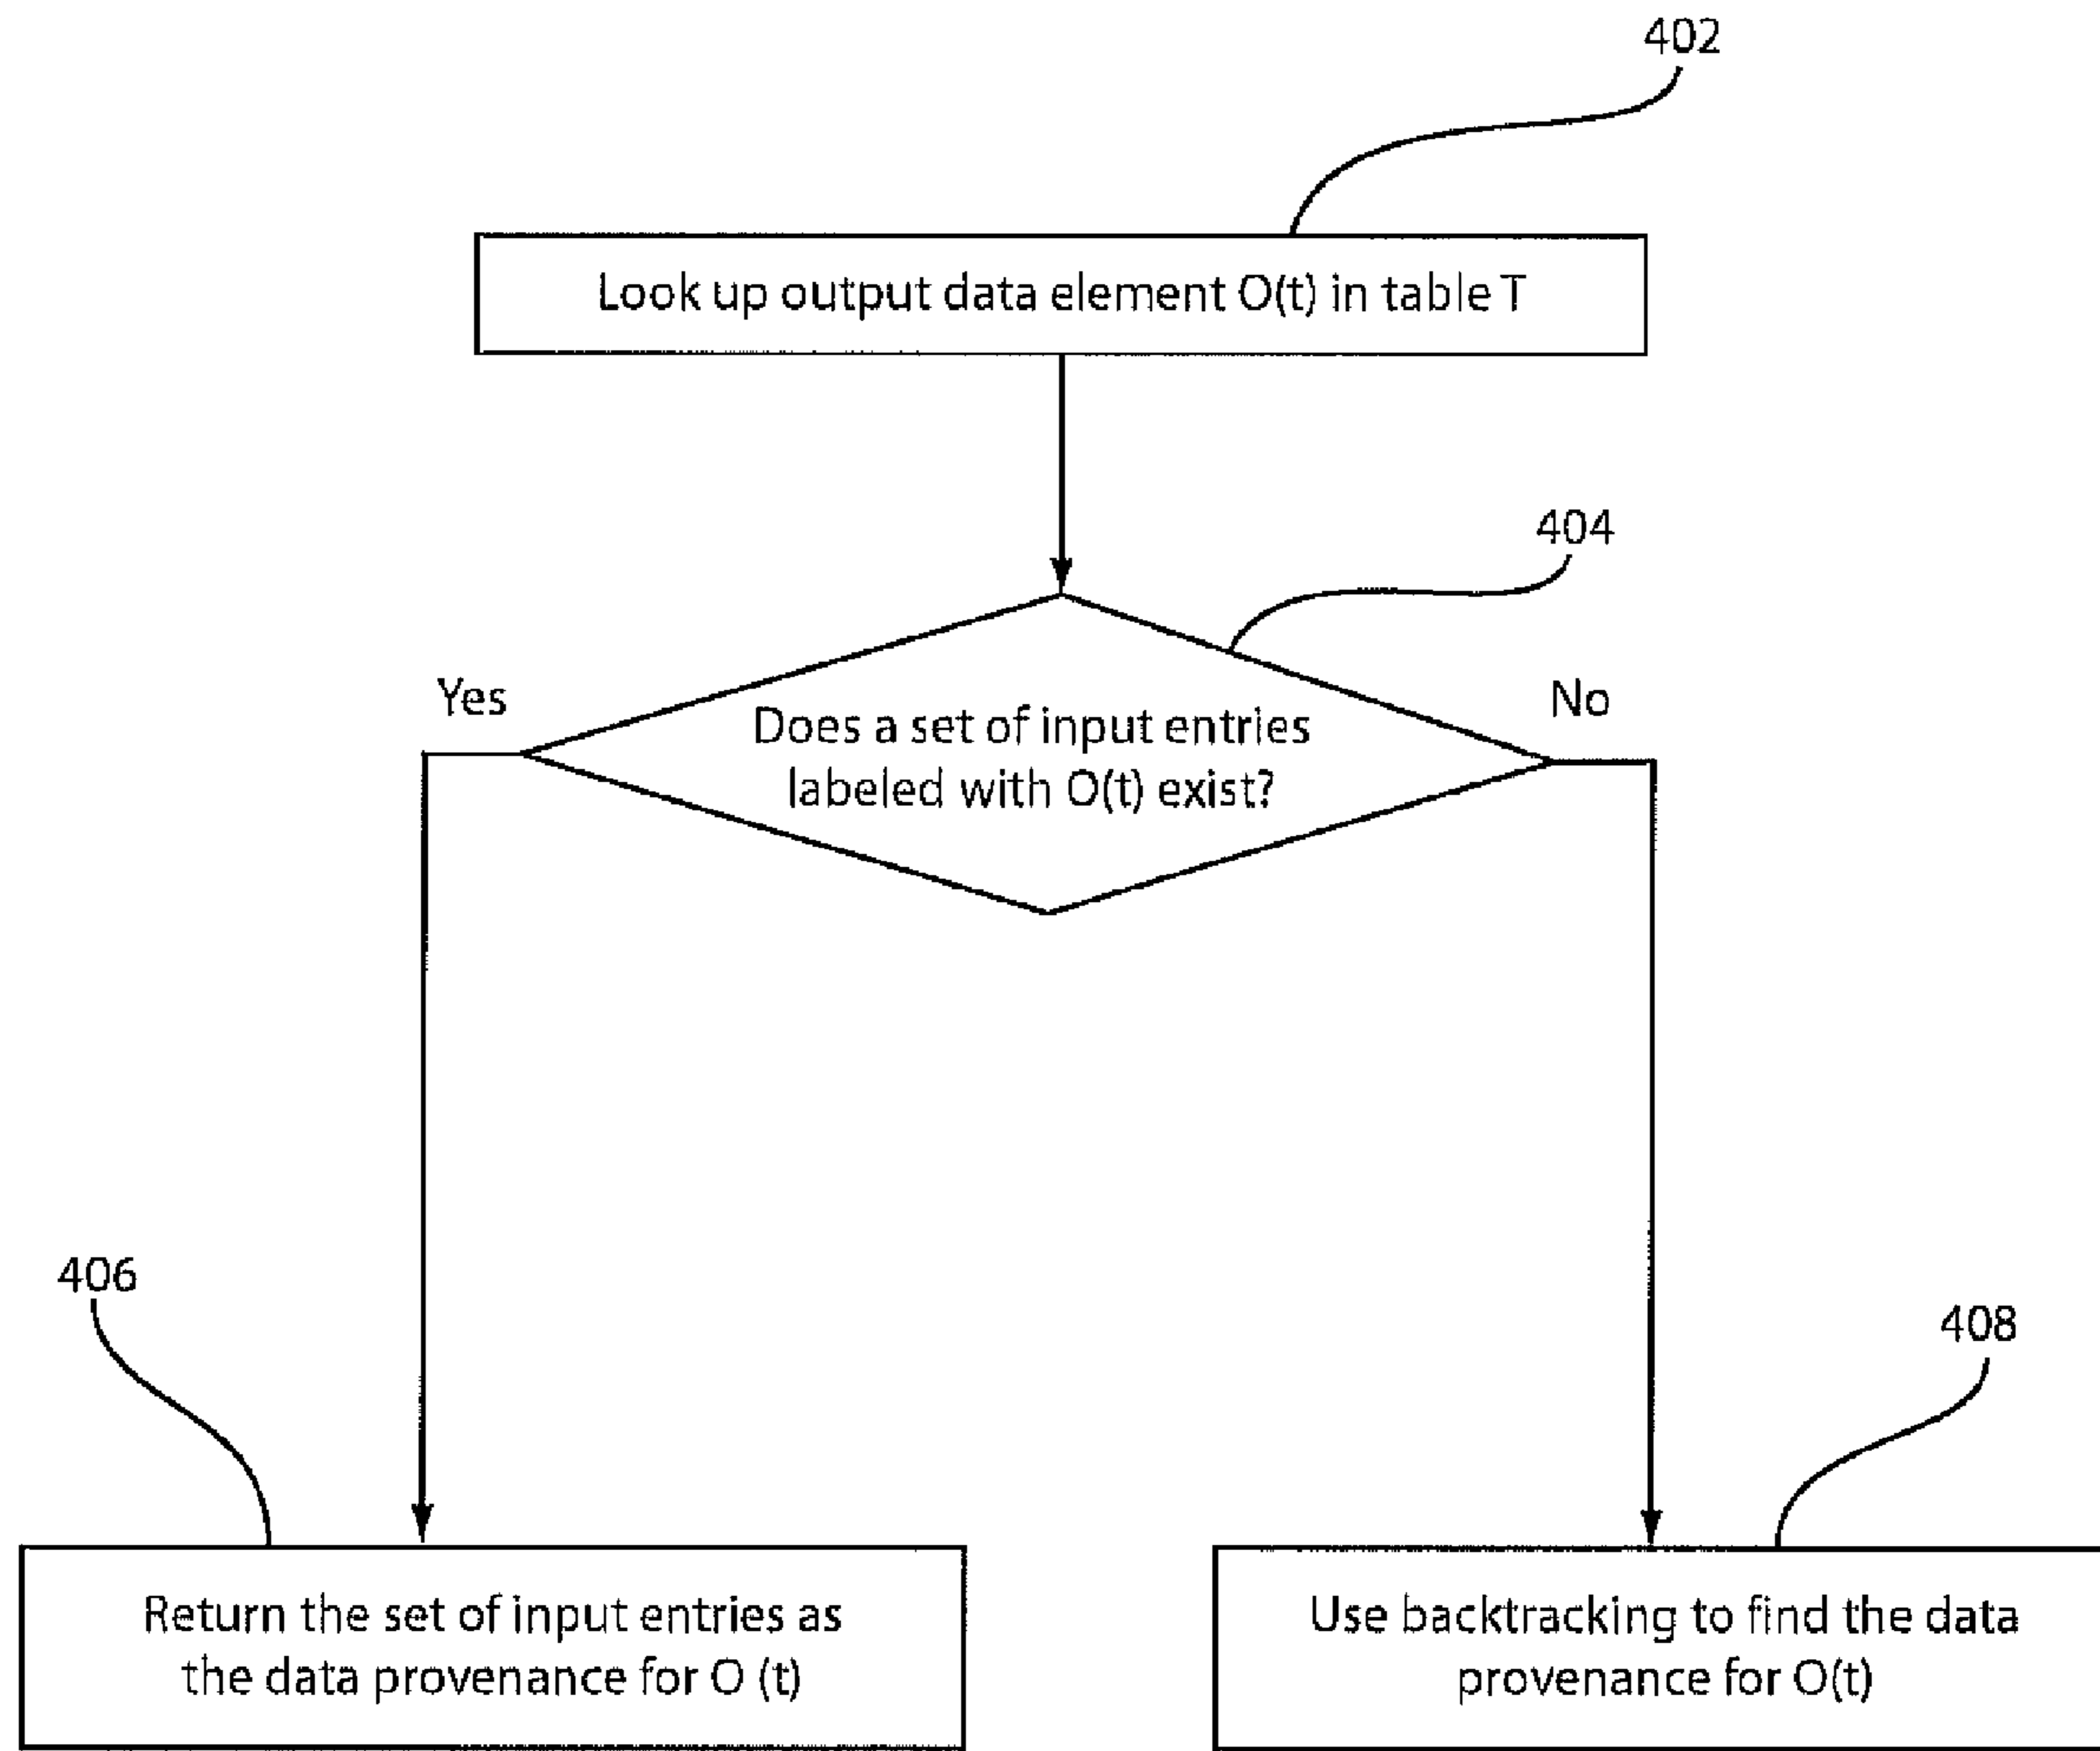 402
Look up output data element O(t) in table T
404
Yes
No
Does a set of input entries
labeled with O(t) exist?
406
408
Return the set of input entries as
the data provenance for O (t)
Use backtracking to find the data
provenance for O(t)